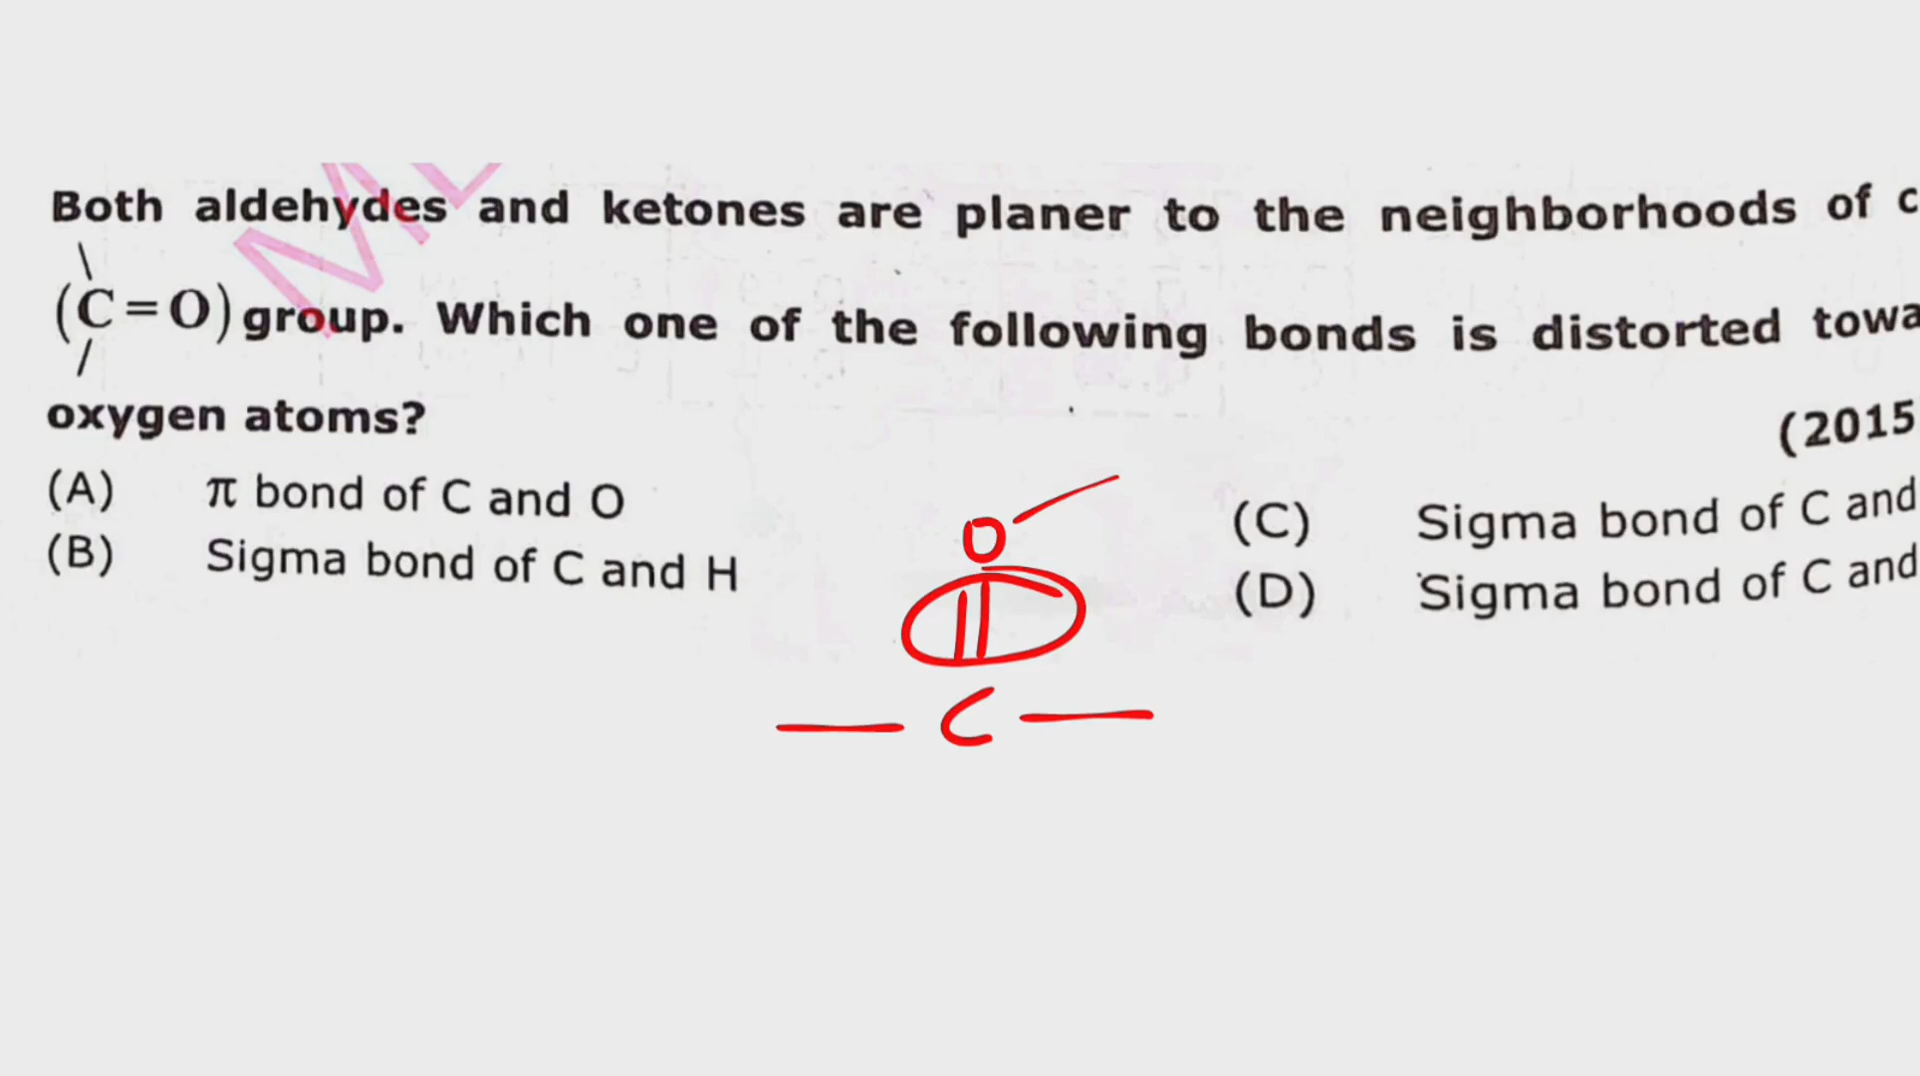 Both aldehydes and ketones are planer to the neighborhoods of c
(C=O) group. Which one of the following bonds is distorted towa
oxygen atoms?
(2015
(A) π bond of C and O
(C) Sigma bond of C and
(B) Sigma bond of C and H
(D) Sigma bond of C and
O
C